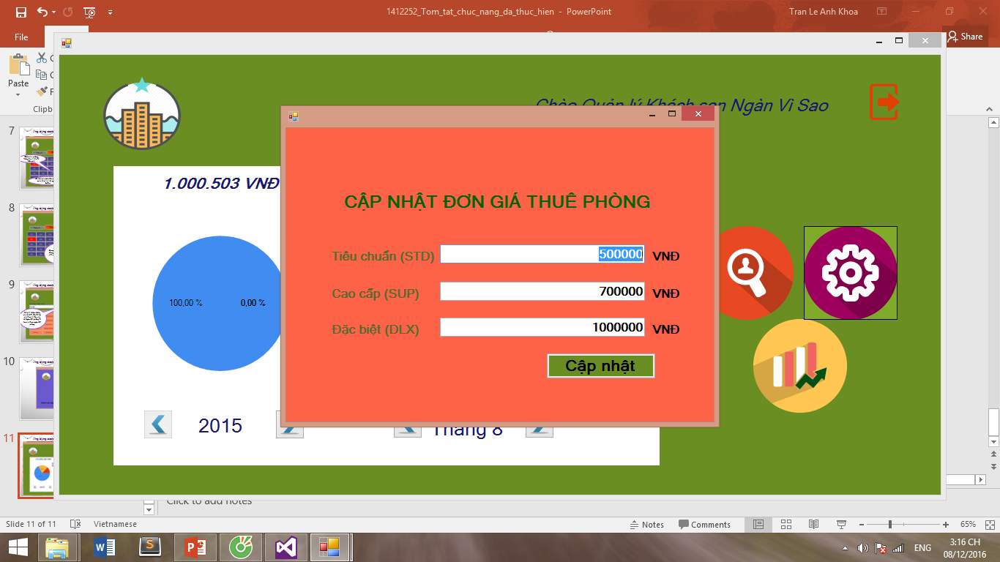 1412252_Tom_tat_chuc_nang_da_thuc_hien - PowerPoint
Tran Le Anh Khoa
File
Share
Paste
Clipb
Chào Quản lý Khách sạn Ngàn Vì Sao
1.000.503 VNĐ
CẬP NHẬT ĐƠN GIÁ THUÊ PHÒNG
Tiêu chuẩn (STD) 500000 VNĐ
Cao cấp (SUP) 700000 VNĐ
Đặc biệt (DLX) 1000000 VNĐ
Cập nhật
100,00 % 0,00 %
2015
Tháng 8
7
8
9
10
11
Click to add notes
Slide 11 of 11
Vietnamese
Notes
Comments
65%
ENG
3:16 CH
08/12/2016